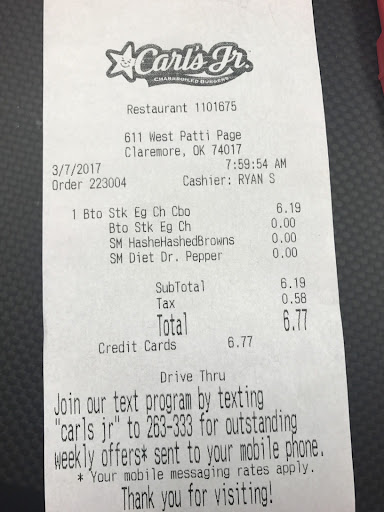 Carl's Jr.
CHARBROILED BURGERS
Restaurant 1101675
611 West Patti Page
Claremore, OK 74017
3/7/2017 7:59:54 AM
Order 223004 Cashier: RYAN S
1 Bto Stk Eg Ch Cbo 6.19
Bto Stk Eg Ch 0.00
SM HasheHashedBrowns 0.00
SM Diet Dr. Pepper 0.00
SubTotal 6.19
Tax 0.58
Total 6.77
Credit Cards 6.77
Drive Thru
Join our text program by texting
"carls jr" to 263-333 for outstanding
weekly offers* sent to your mobile phone.
* Your mobile messaging rates apply.
Thank you for visiting!